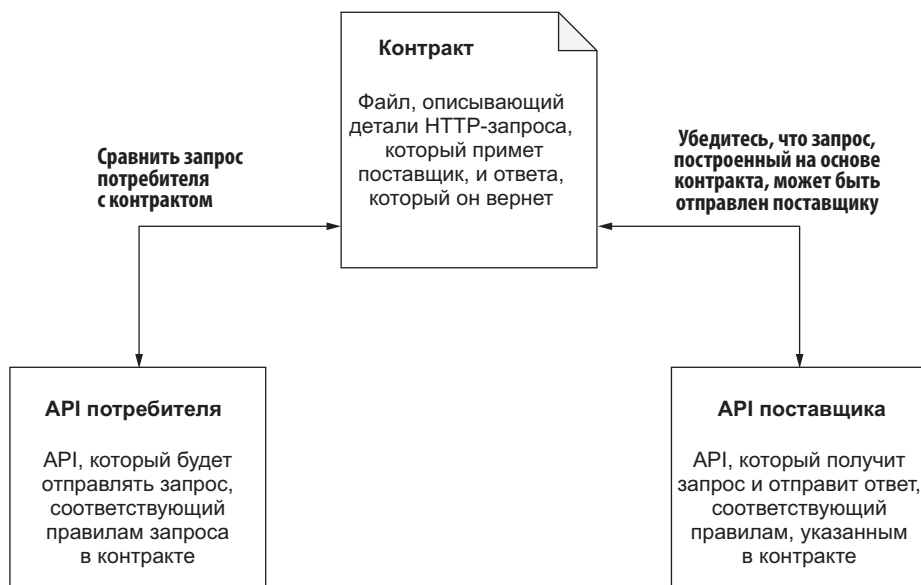 Контракт
Файл, описывающий
детали HTTP-запроса,
который примет
поставщик, и ответа,
который он вернет
Сравнить запрос
потребителя
с контрактом
Убедитесь, что запрос,
построенный на основе
контракта, может быть
отправлен поставщику
API потребителя
API, который будет
отправлять запрос,
соответствующий
правилам запроса
в контракте
API поставщика
API, который получит
запрос и отправит ответ,
соответствующий
правилам, указанным
в контракте